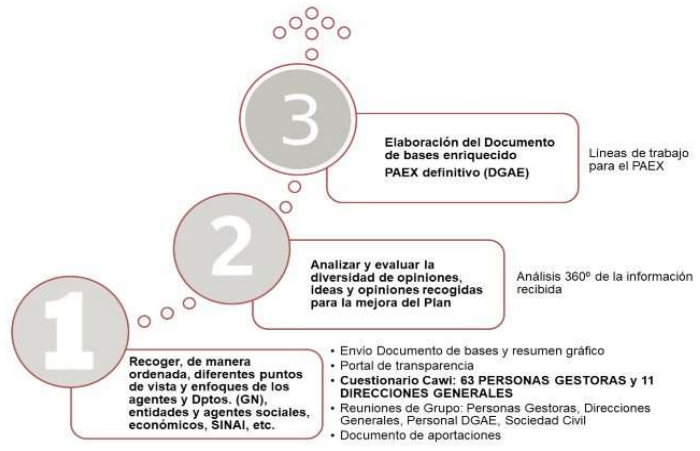 3
Elaboración del Documento
de bases enriquecido
PAEX definitivo (DGAE)
Líneas de trabajo
para el PAEX
2
Analizar y evaluar la
diversidad de opiniones,
ideas y opiniones recogidas
para la mejora del Plan
Análisis 360º de la información
recibida
1
Recoger, de manera
ordenada, diferentes puntos
de vista y enfoques de los
agentes y Dptos. (GN),
entidades y agentes sociales,
económicos, SINAI, etc.
• Envío Documento de bases y resumen gráfico
• Portal de transparencia
• Cuestionario Cawi: 63 PERSONAS GESTORAS y 11
DIRECCIONES GENERALES
• Reuniones de Grupo: Personas Gestoras, Direcciones
Generales, Personal DGAE, Sociedad Civil
• Documento de aportaciones